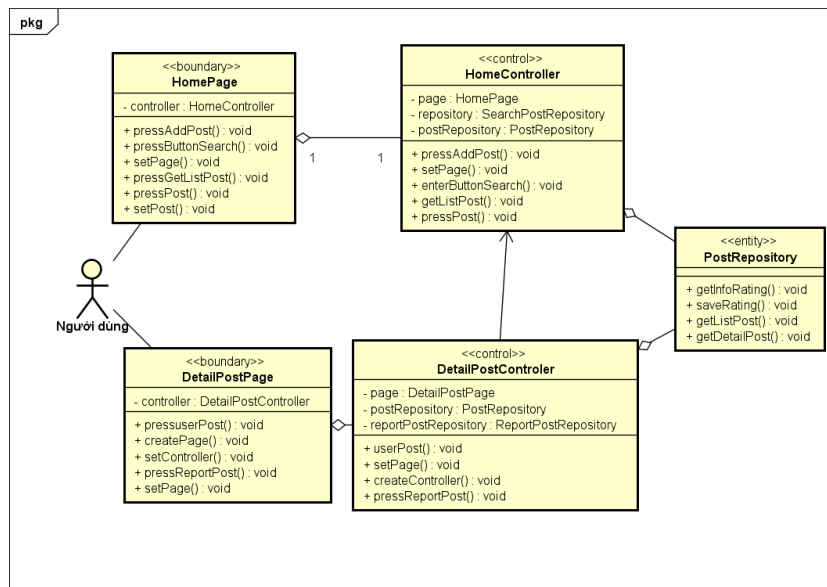 pkg
<<boundary>>
HomePage
- controller : HomeController
+ pressAddPost() : void
+ pressButtonSearch() : void
+ setPage() : void
+ pressGetListPost() : void
+ pressPost() : void
+ setPost() : void
1
1
<<control>>
HomeController
- page : HomePage
- repository : SearchPostRepository
- postRepository : PostRepository
+ pressAddPost() : void
+ setPage() : void
+ enterButtonSearch() : void
+ getListPost() : void
+ pressPost() : void
<<entity>>
PostRepository
+ getInfoRating() : void
+ saveRating() : void
+ getListPost() : void
+ getDetailPost() : void
Người dùng
<<boundary>>
DetailPostPage
- controller : DetailPostController
+ pressuserPost() : void
+ createPage() : void
+ setController() : void
+ pressReportPost() : void
+ setPage() : void
<<control>>
DetailPostControler
- page : DetailPostPage
- postRepository : PostRepository
- reportPostRepository : ReportPostRepository
+ userPost() : void
+ setPage() : void
+ createController() : void
+ pressReportPost() : void